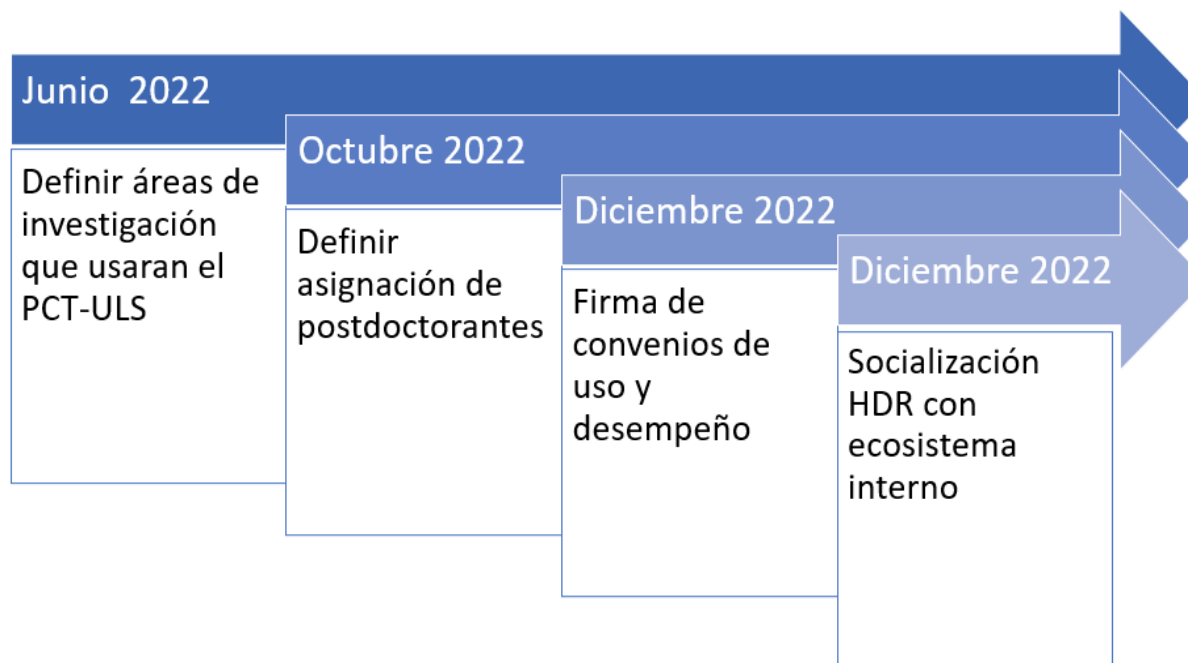 Junio  2022
Definir áreas de
investigación
que usaran el
PCT-ULS
Octubre 2022
Definir
asignación de
postdoctorantes
Diciembre 2022
Firma de
convenios de
uso y
desempeño
Diciembre 2022
Socialización
HDR con
ecosistema
interno